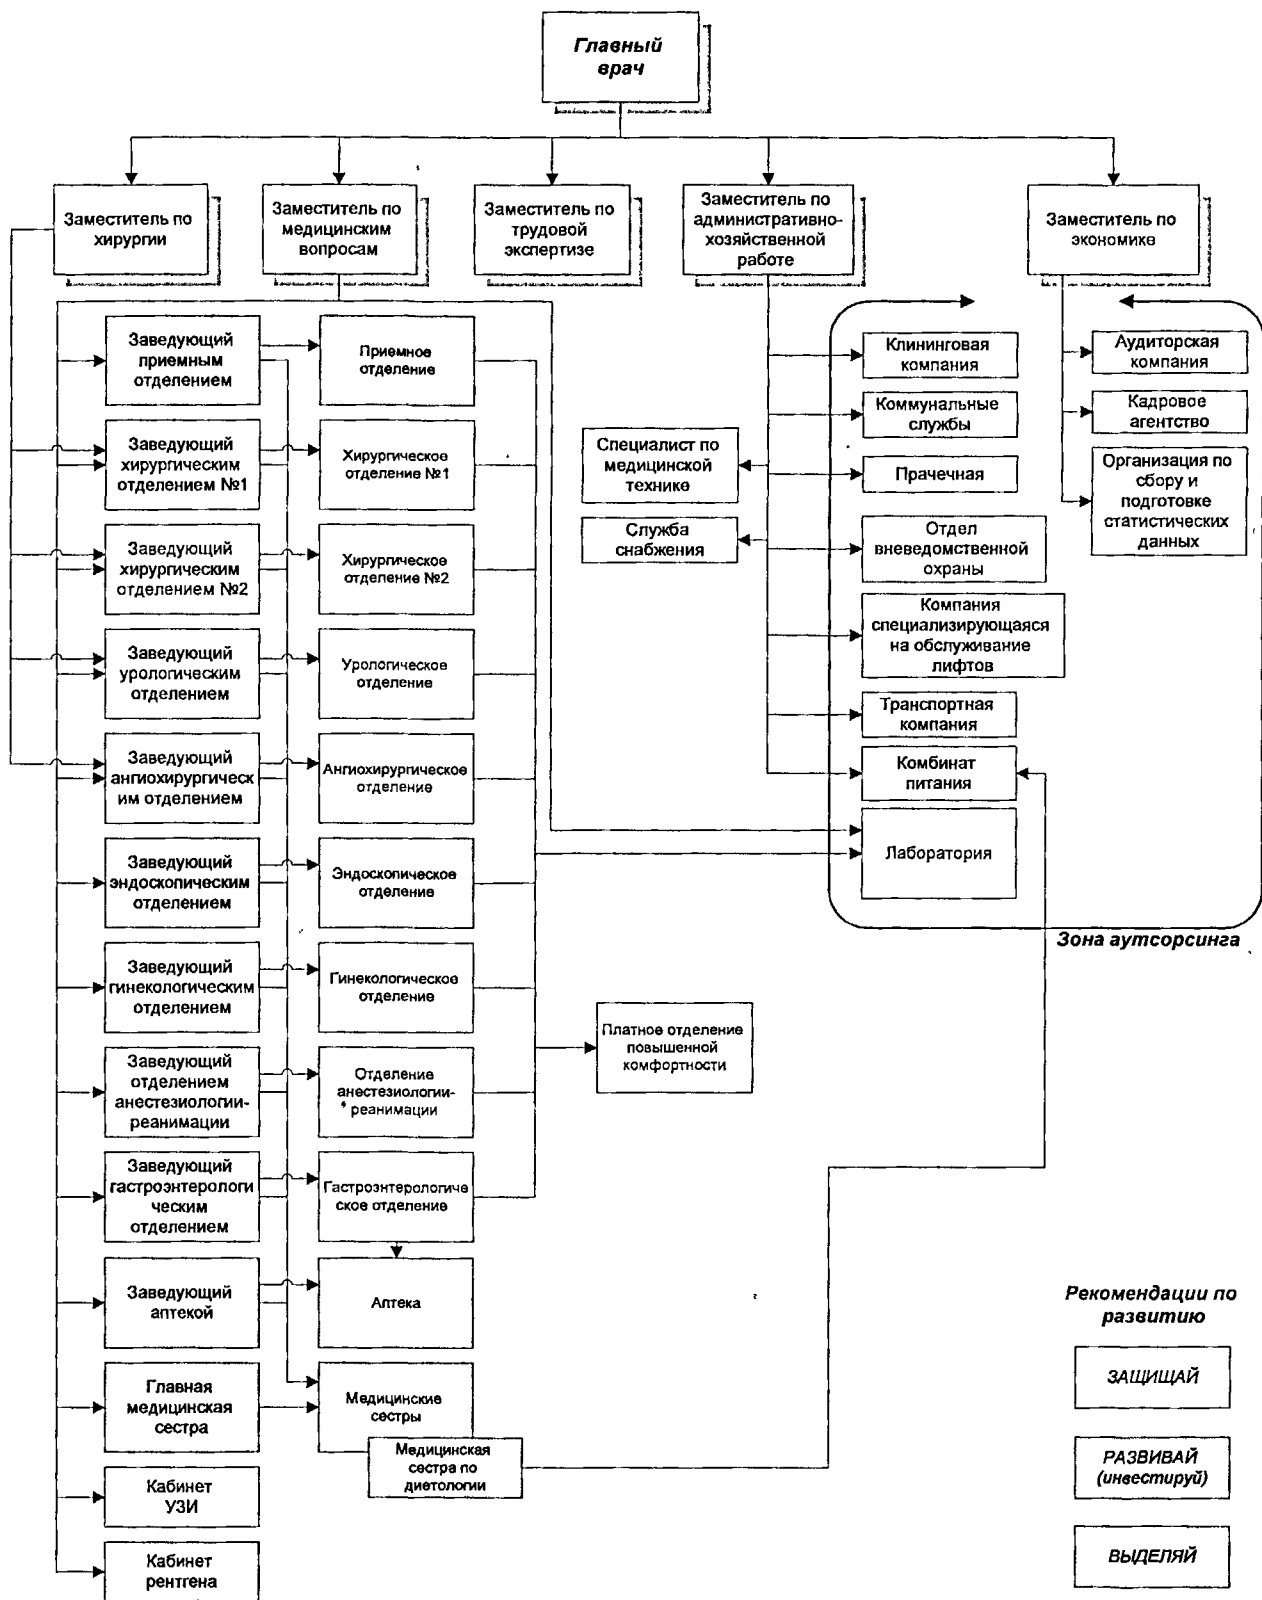 Главный
врач
Заместитель по
хирургии
Заместитель по
медицинским
вопросам
Заместитель по
трудовой
экспертизе
Заместитель по
административно-
хозяйственной
работе
Заместитель по
экономике
Заведующий
приемным
отделением
Приемное
отделение
Заведующий
хирургическим
отделением №1
Хирургическое
отделение №1
Заведующий
хирургическим
отделением №2
Хирургическое
отделение №2
Заведующий
урологическим
отделением
Урологическое
отделение
Заведующий
ангиохирургическ
им отделением
Ангиохирургическое
отделение
Заведующий
эндоскопическим
отделением
Эндоскопическое
отделение
Заведующий
гинекологическим
отделением
Гинекологическое
отделение
Заведующий
отделением
анестезиологии-
реанимации
Отделение
анестезиологии-
реанимации
Заведующий
гастроэнтерологи
ческим
отделением
Гастроэнтерологиче
ское отделение
Заведующий
аптекой
Аптека
Главная
медицинская
сестра
Медицинские
сестры
Медицинская
сестра по
диетологии
Кабинет
УЗИ
Кабинет
рентгена
Специалист по
медицинской
технике
Служба
снабжения
Платное отделение
повышенной
комфортности
Клининговая
компания
Коммунальные
службы
Прачечная
Отдел
вневедомственной
охраны
Компания
специализирующаяся
на обслуживание
лифтов
Транспортная
компания
Комбинат
питания
Лаборатория
Аудиторская
компания
Кадровое
агентство
Организация по
сбору и
подготовке
статистических
данных
Зона аутсорсинга
Рекомендации по
развитию
ЗАЩИЩАЙ
РАЗВИВАЙ
(инвестируй)
ВЫДЕЛЯЙ